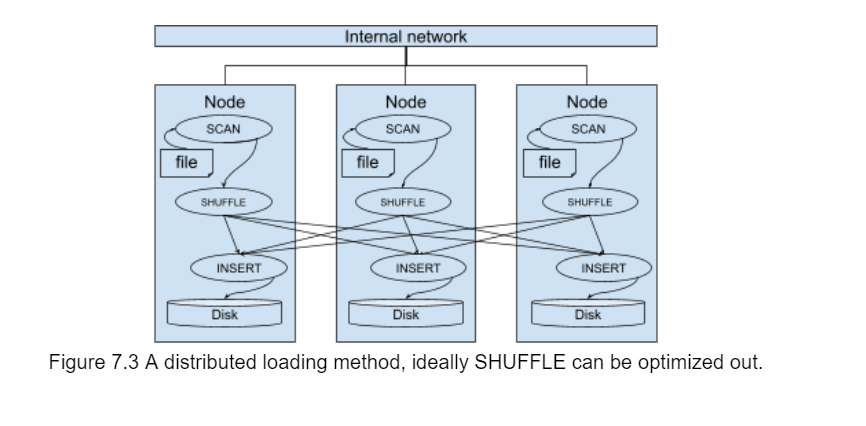 Internal network
Node Node Node
SCAN SCAN SCAN
file file file
SHUFFLE SHUFFLE SHUFFLE
INSERT INSERT INSERT
Disk Disk Disk
Figure 7.3 A distributed loading method, ideally SHUFFLE can be optimized out.